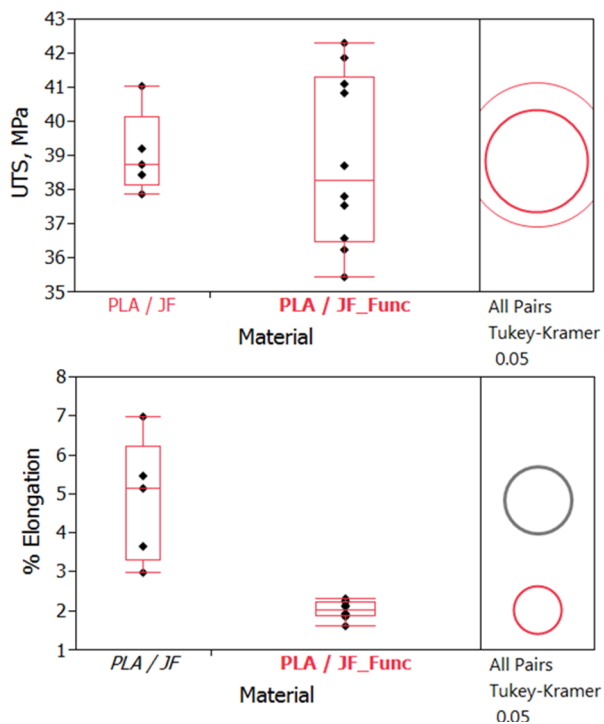 43
42
41
40
39
38
37
36
35
UTS, MPa
PLA / JF
PLA / JF_Func
Material
All Pairs
Tukey-Kramer
0.05
8
7
6
5
4
3
2
1
% Elongation
PLA / JF
PLA / JF_Func
Material
All Pairs
Tukey-Kramer
0.05